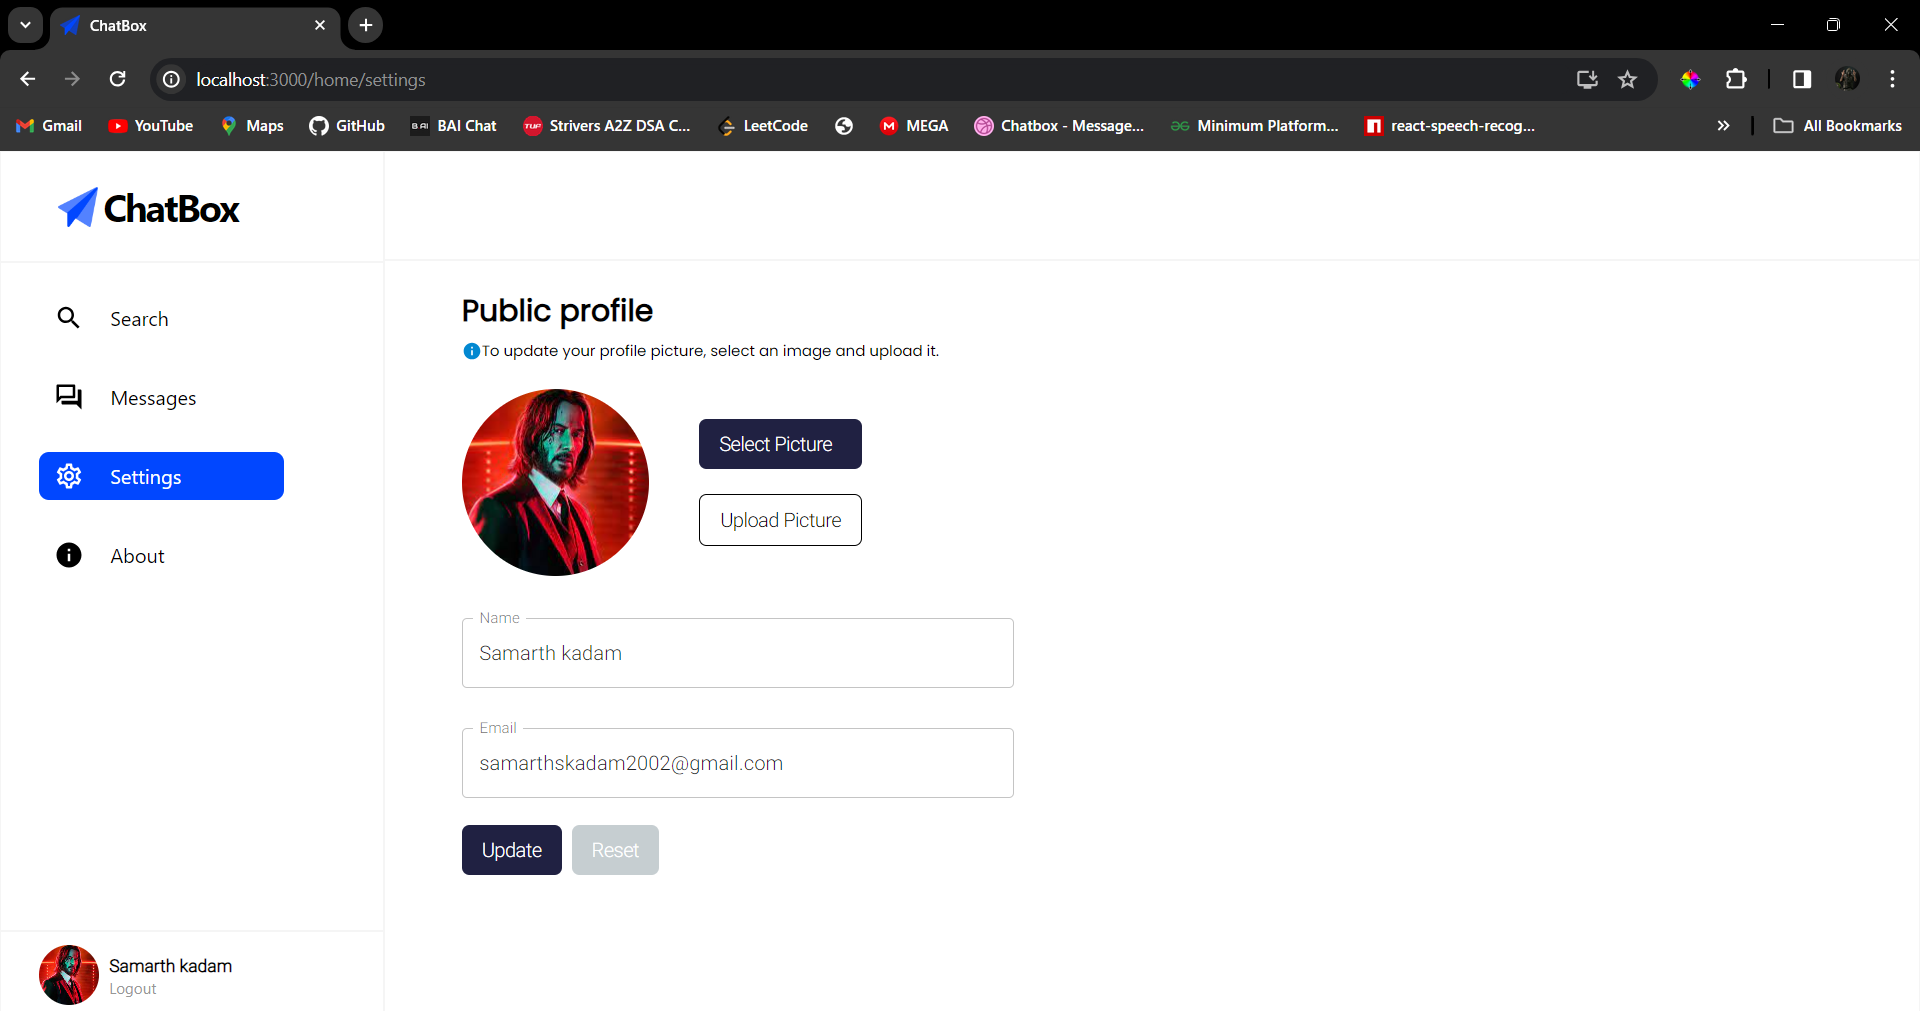 ChatBox
localhost:3000/home/settings
Gmail YouTube Maps GitHub BAI Chat Strivers A2Z DSA C... LeetCode MEGA Chatbox - Message... Minimum Platform... react-speech-recog... » All Bookmarks
ChatBox
Search
Messages
Settings
About
Public profile
To update your profile picture, select an image and upload it.
Select Picture
Upload Picture
Name
Samarth kadam
Email
samarthskadam2002@gmail.com
Update Reset
Samarth kadam
Logout